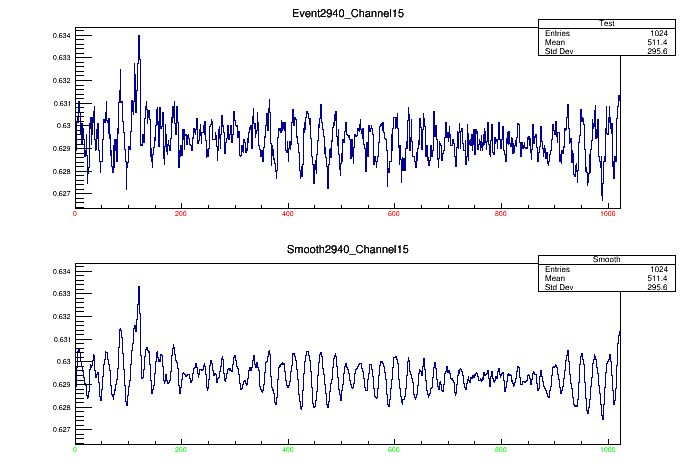 Event2940_Channel15
Test
Entries 1024
Mean 511.4
Std Dev 295.6
0.634
0.633
0.632
0.631
0.63
0.629
0.628
0.627
0 200 400 600 800 1000
Smooth2940_Channel15
Smooth
Entries 1024
Mean 511.4
Std Dev 295.6
0.634
0.633
0.632
0.631
0.63
0.629
0.628
0.627
0 200 400 600 800 1000